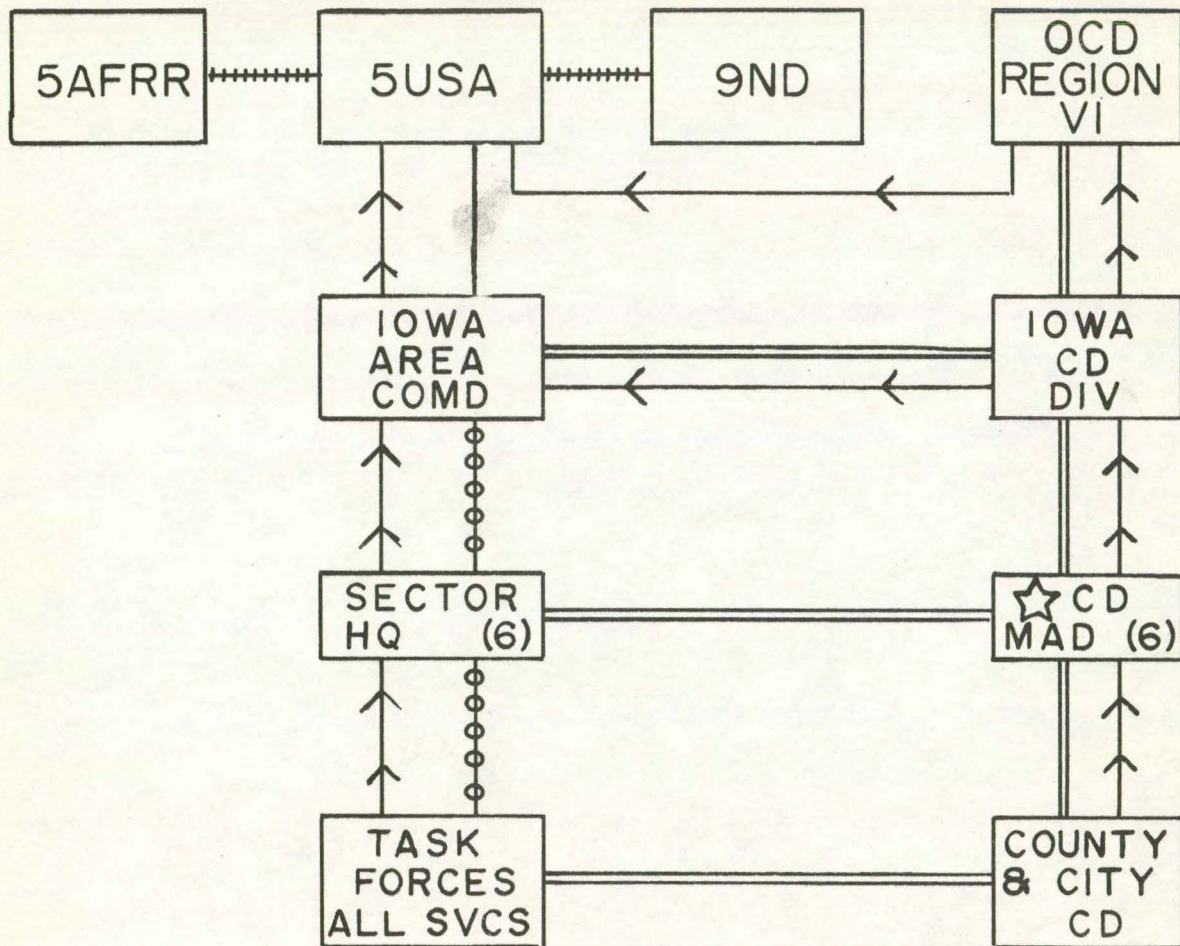 5AFRR
5USA
9ND
OCD
REGION
VI
IOWA
AREA
COMD
IOWA
CD
DIV
SECTOR
HQ (6)
CD
MAD (6)
TASK
FORCES
ALL SVCS
COUNTY
& CITY
CD